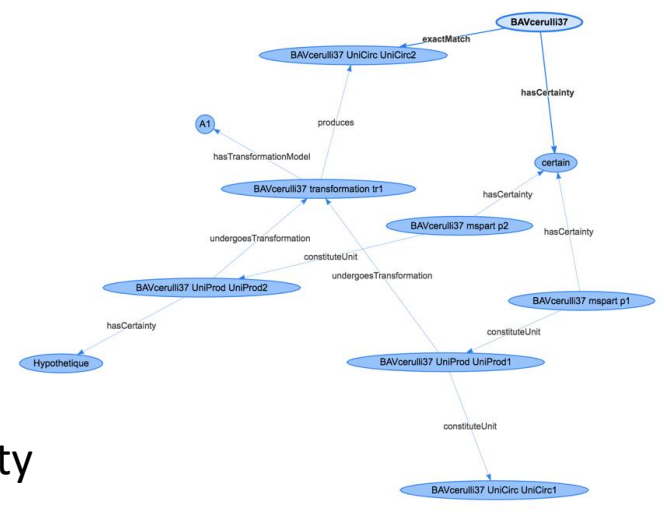 BAVcerulli37
exactMatch
BAVcerulli37 UniCirc UniCirc2
hasCertainty
produces
A1
hasTransformationModel
certain
BAVcerulli37 transformation tr1
hasCertainty
BAVcerulli37 mspart p2
hasCertainty
undergoesTransformation
constituteUnit
undergoesTransformation
BAVcerulli37 UniProd UniProd2
BAVcerulli37 mspart p1
hasCertainty
constituteUnit
Hypothetique
BAVcerulli37 UniProd UniProd1
constituteUnit
ty
BAVcerulli37 UniCirc UniCirc1